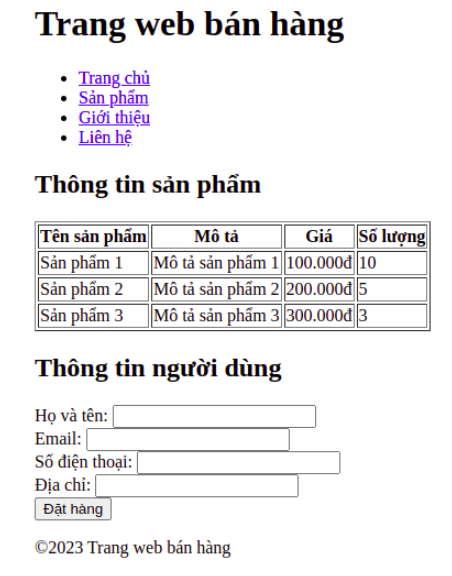 Trang web bán hàng
Trang chủ
Sản phẩm
Giới thiệu
Liên hệ
Thông tin sản phẩm
Tên sản phẩm Mô tả Giá Số lượng
Sản phẩm 1 Mô tả sản phẩm 1 100.000đ 10
Sản phẩm 2 Mô tả sản phẩm 2 200.000đ 5
Sản phẩm 3 Mô tả sản phẩm 3 300.000đ 3
Thông tin người dùng
Họ và tên:
Email:
Số điện thoại:
Địa chỉ:
Đặt hàng
©2023 Trang web bán hàng